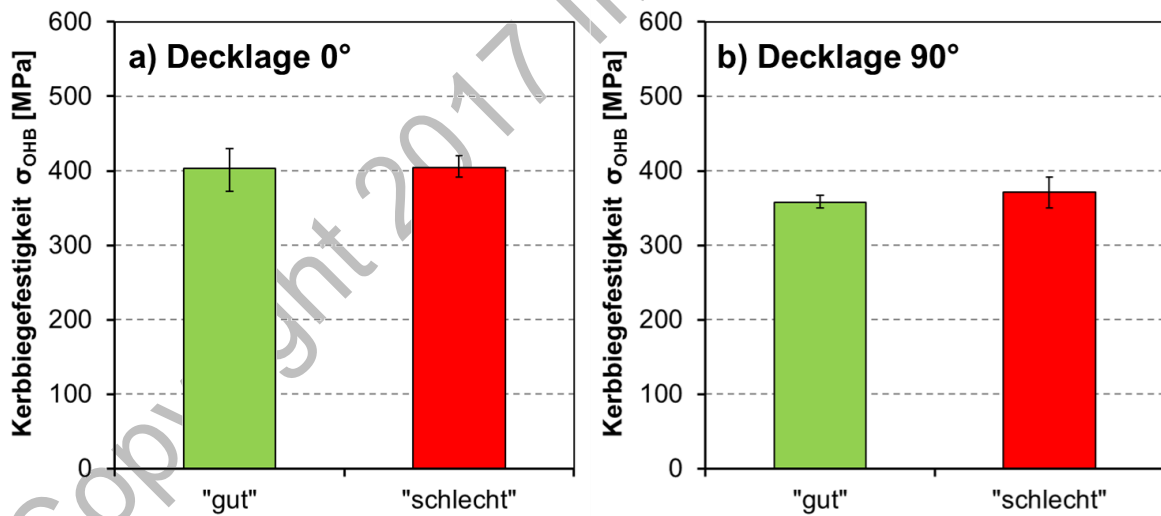 a) Decklage 0°
Kerbbiegefestigkeit σOHB [MPa]
600
500
400
300
200
100
0
"gut" "schlecht"
b) Decklage 90°
Kerbbiegefestigkeit σOHB [MPa]
600
500
400
300
200
100
0
"gut" "schlecht"
Copyright 2017